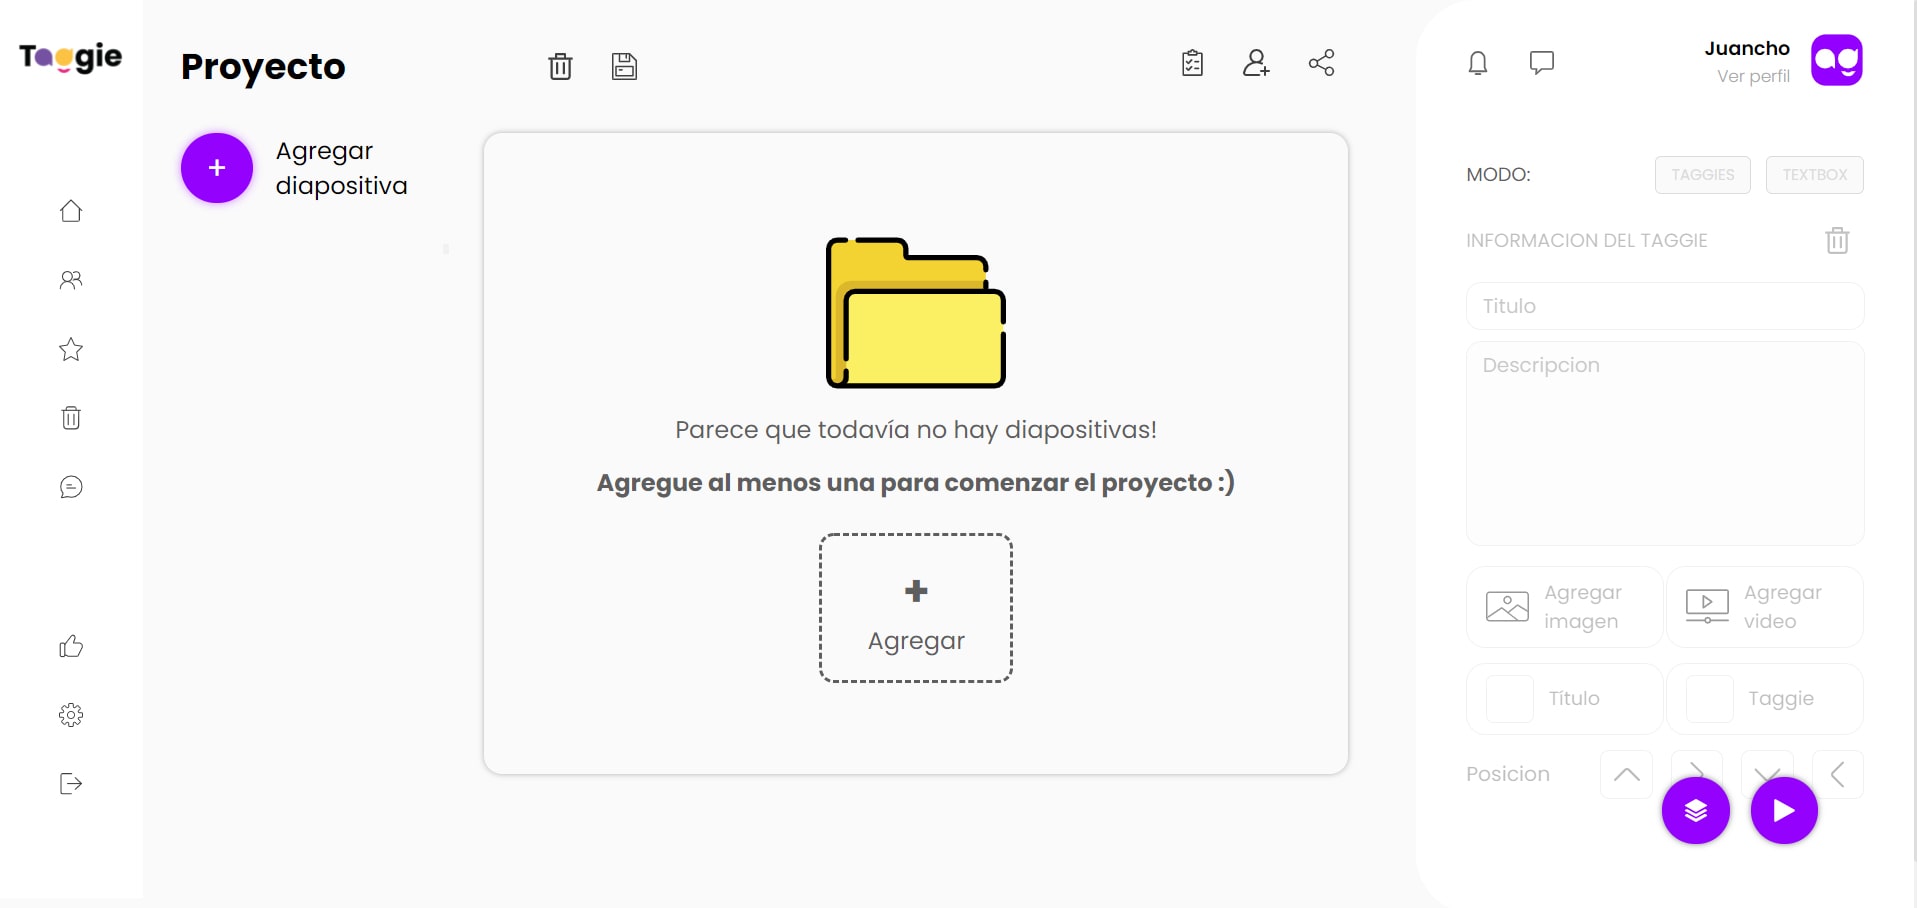 Taggie
Proyecto
Juancho
Ver perfil
+
Agregar
diapositiva
MODO:
TAGGIES
TEXTBOX
INFORMACION DEL TAGGIE
Titulo
Descripcion
Parece que todavía no hay diapositivas!
Agregue al menos una para comenzar el proyecto :)
+
Agregar
Agregar
imagen
Agregar
video
Título
Taggie
Posicion